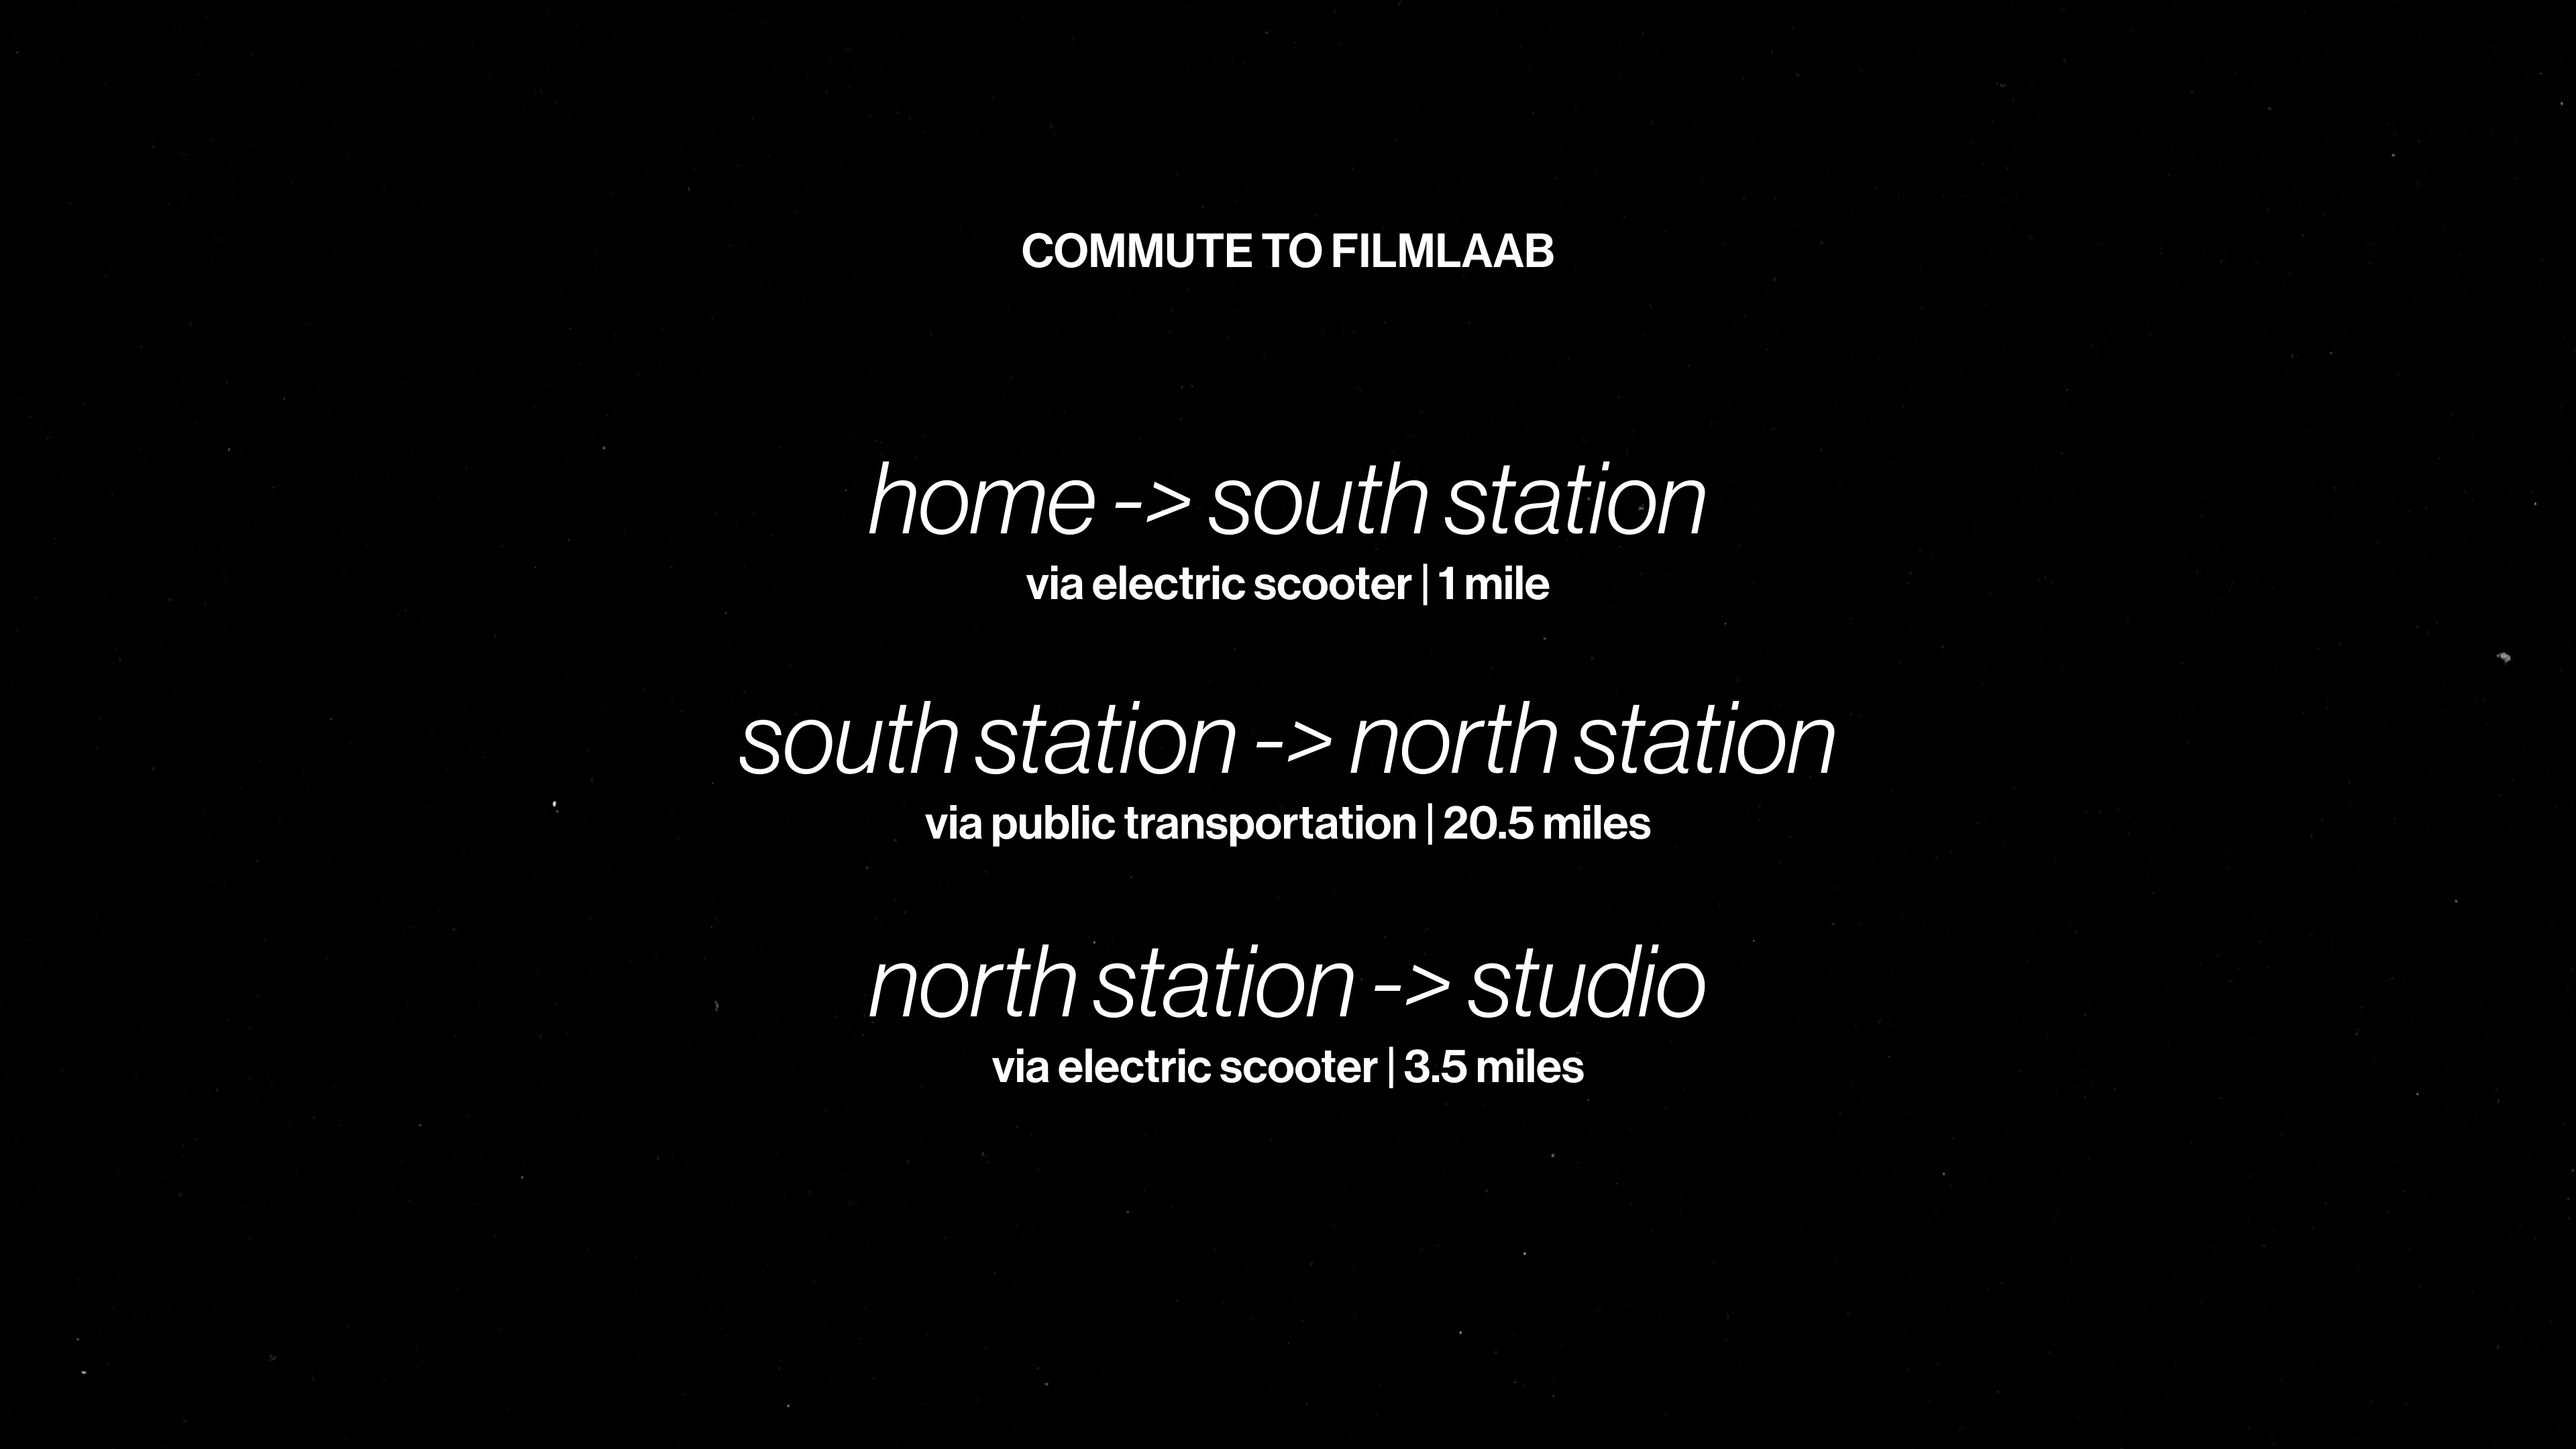 COMMUTE TO FILMLAAB
home -> south station
via electric scooter | 1 mile
south station -> north station
via public transportation | 20.5 miles
north station -> studio
via electric scooter | 3.5 miles